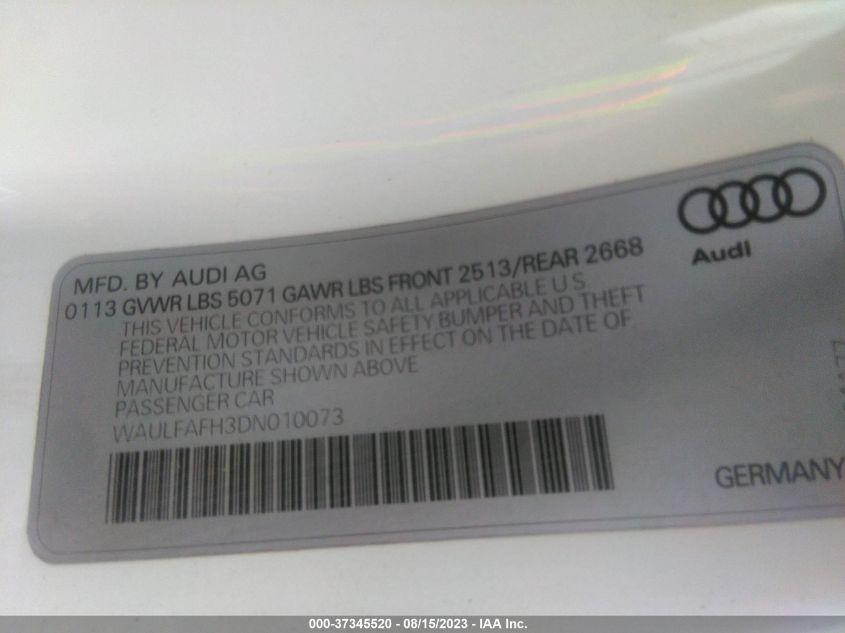 MFD. BY AUDI AG
0113 GVWR LBS 5071 GAWR LBS FRONT 2513/REAR 2668
THIS VEHICLE CONFORMS TO ALL APPLICABLE U S
FEDERAL MOTOR VEHICLE SAFETY BUMPER AND THEFT
PREVENTION STANDARDS IN EFFECT ON THE DATE OF
MANUFACTURE SHOWN ABOVE
PASSENGER CAR
WAULFAFH3DN010073
Audi
GERMANY
000-37345520 - 08/15/2023 - IAA Inc.